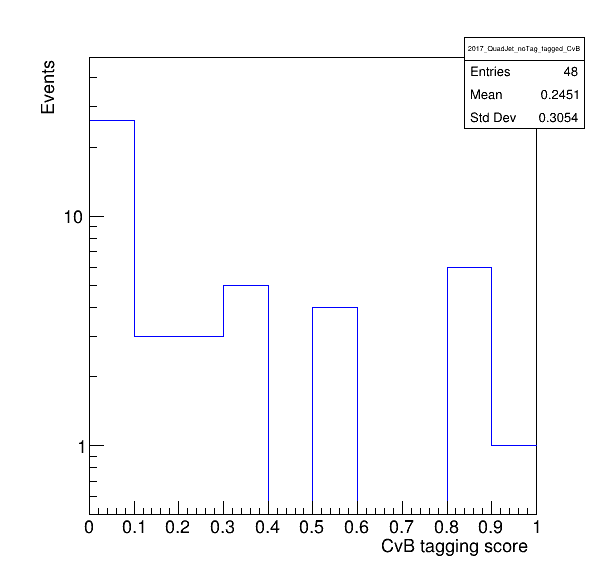 2017_QuadJet_noTag_tagged_CvB
Entries 48
Mean 0.2451
Std Dev 0.3054
Events
10
1
0 0.1 0.2 0.3 0.4 0.5 0.6 0.7 0.8 0.9 1
CvB tagging score